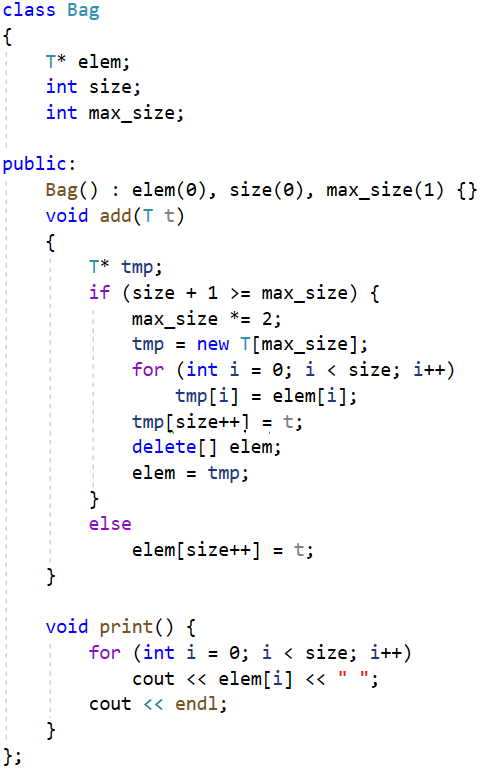 class Bag
{
    T* elem;
    int size;
    int max_size;

public:
    Bag() : elem(0), size(0), max_size(1) {}
    void add(T t)
    {
        T* tmp;
        if (size + 1 >= max_size) {
            max_size *= 2;
            tmp = new T[max_size];
            for (int i = 0; i < size; i++)
                tmp[i] = elem[i];
            tmp[size++] = t;
            delete[] elem;
            elem = tmp;
        }
        else
            elem[size++] = t;
    }

    void print() {
        for (int i = 0; i < size; i++)
            cout << elem[i] << " ";
        cout << endl;
    }
};